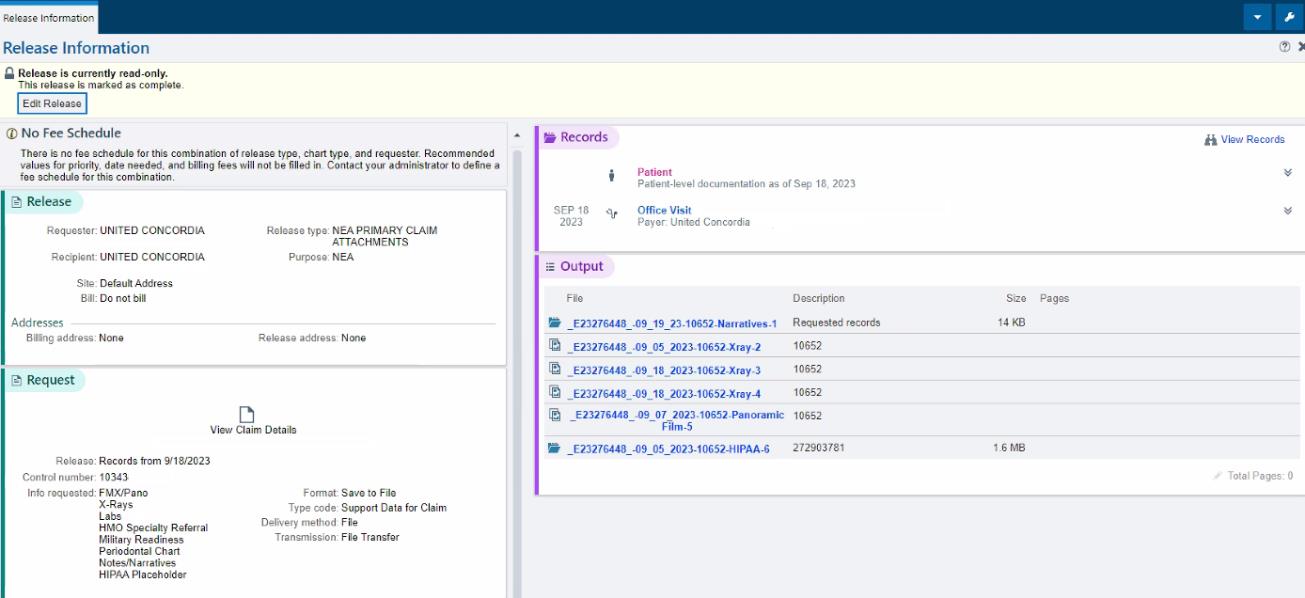 Release Information
Release Information
Release is currently read-only.
This release is marked as complete.
Edit Release
No Fee Schedule
There is no fee schedule for this combination of release type, chart type, and requester. Recommended
values for priority, date needed, and billing fees will not be filled in. Contact your administrator to define a
fee schedule for this combination.
Release
Requester: UNITED CONCORDIA
Release type: NEA PRIMARY CLAIM
ATTACHMENTS
Recipient: UNITED CONCORDIA
Purpose: NEA
Site: Default Address
Bill: Do not bill
Addresses
Billing address: None
Release address: None
Request
View Claim Details
Release: Records from 9/18/2023
Control number: 10343
Info requested: FMX/Pano
X-Rays
Labs
HMO Specialty Referral
Military Readiness
Periodontal Chart
Notes/Narratives
HIPAA Placeholder
Format: Save to File
Type code: Support Data for Claim
Delivery method: File
Transmission: File Transfer
Records
View Records
Patient
Patient-level documentation as of Sep 18, 2023
SEP 18
2023
Office Visit
Payer: United Concordia
Output
File Description Size Pages
_E23276448_-09_19_23-10652-Narratives-1 Requested records 14 KB
_E23276448_-09_05_2023-10652-Xray-2 10652
_E23276448_-09_18_2023-10652-Xray-3 10652
_E23276448_-09_18_2023-10652-Xray-4 10652
_E23276448_-09_07_2023-10652-Panoramic 10652
Film-5
_E23276448_-09_05_2023-10652-HIPAA-6 272903781 1.6 MB
Total Pages: 0